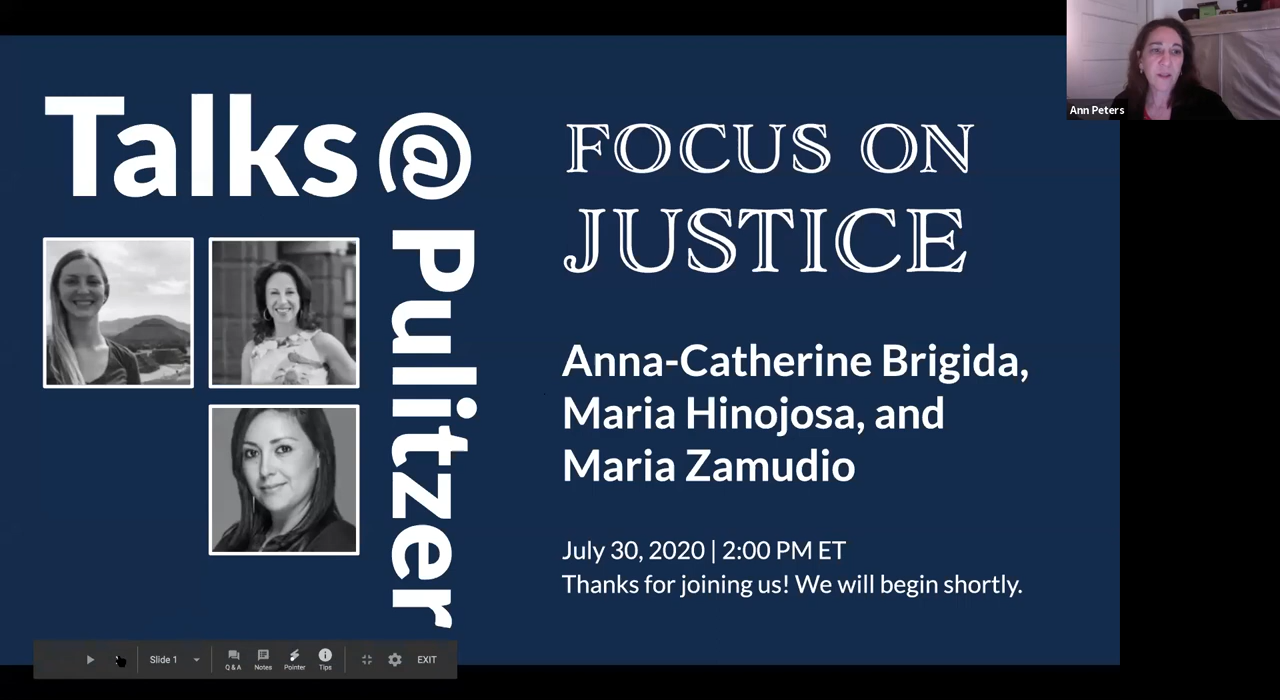 Talks@
Pulitzer
FOCUS ON
JUSTICE
Anna-Catherine Brigida,
Maria Hinojosa, and
Maria Zamudio
July 30, 2020 | 2:00 PM ET
Thanks for joining us! We will begin shortly.
Ann Peters
Slide 1
Q & A
Notes
Pointer
Tips
EXIT